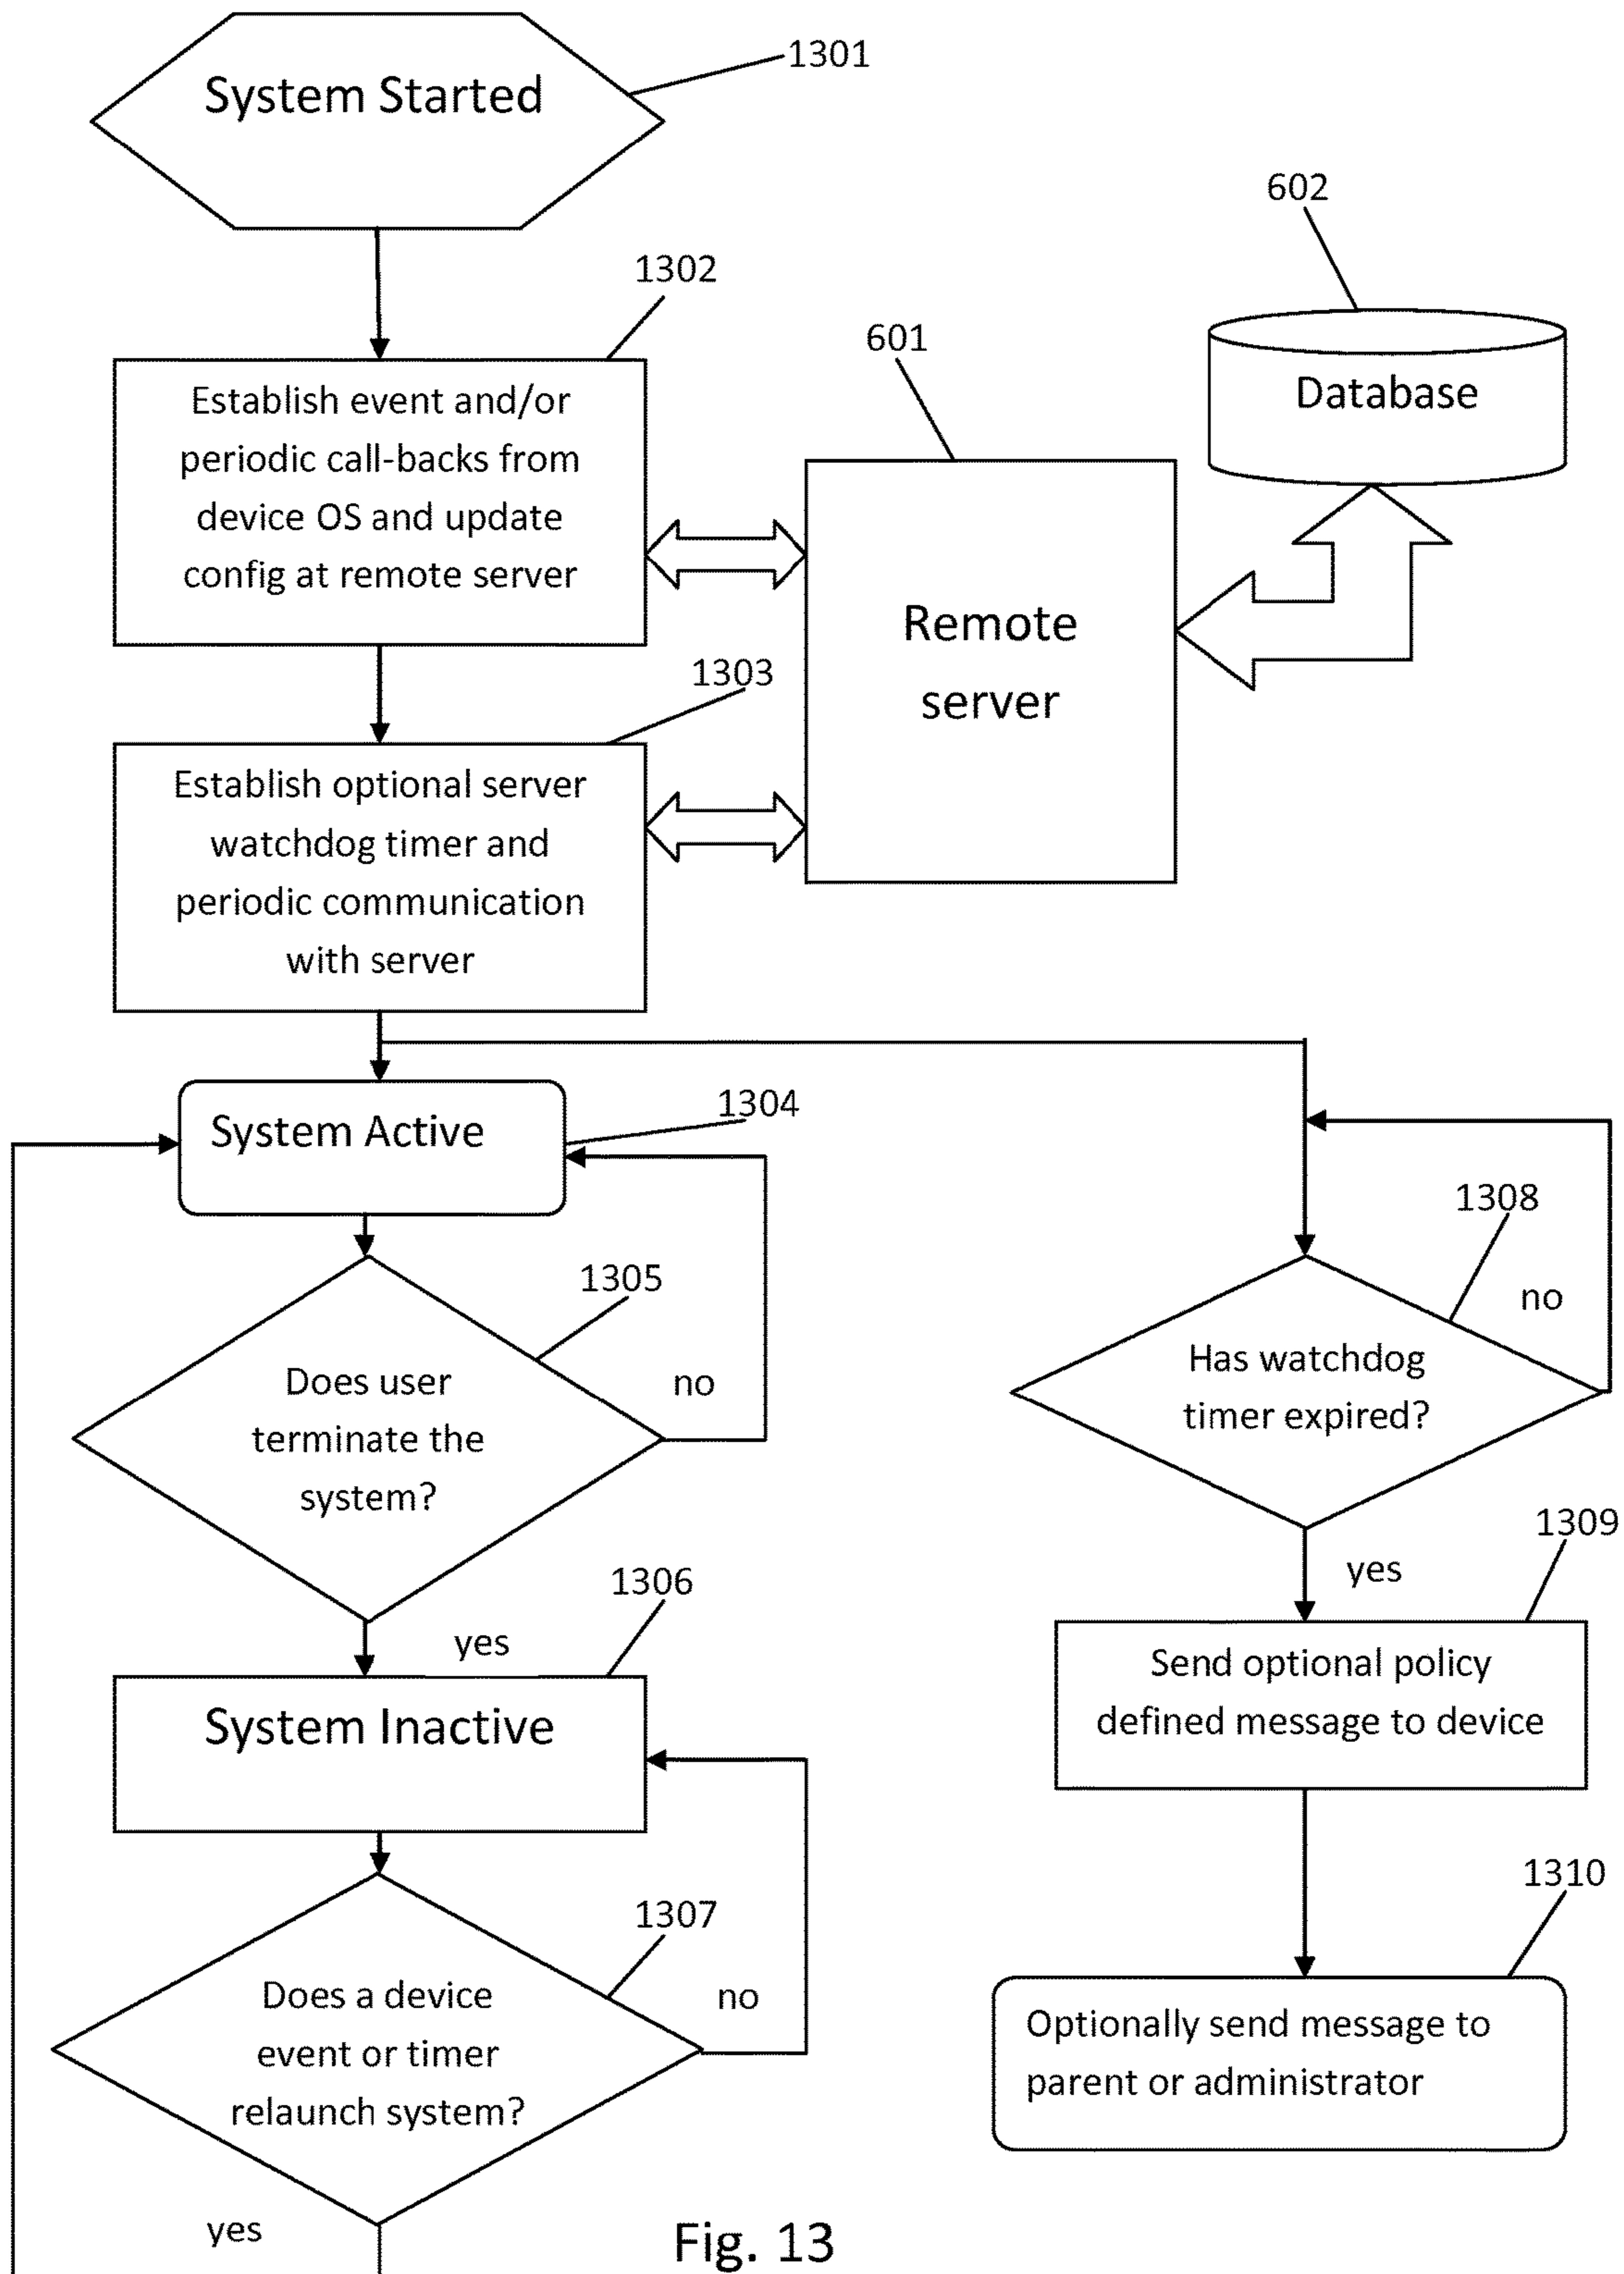 System Started
1301
602
1302
601
Database
Establish event and/or
periodic call-backs from
device OS and update
config at remote server
Remote
server
1303
Establish optional server
watchdog timer and
periodic communication
with server
System Active
1304
1308
1305
no
Has watchdog
timer expired?
Does user
terminate the
system?
no
1309
yes
1306
yes
Send optional policy
defined message to device
System Inactive
1310
1307
Does a device
event or timer
relaunch system?
no
Optionally send message to
parent or administrator
yes
Fig. 13